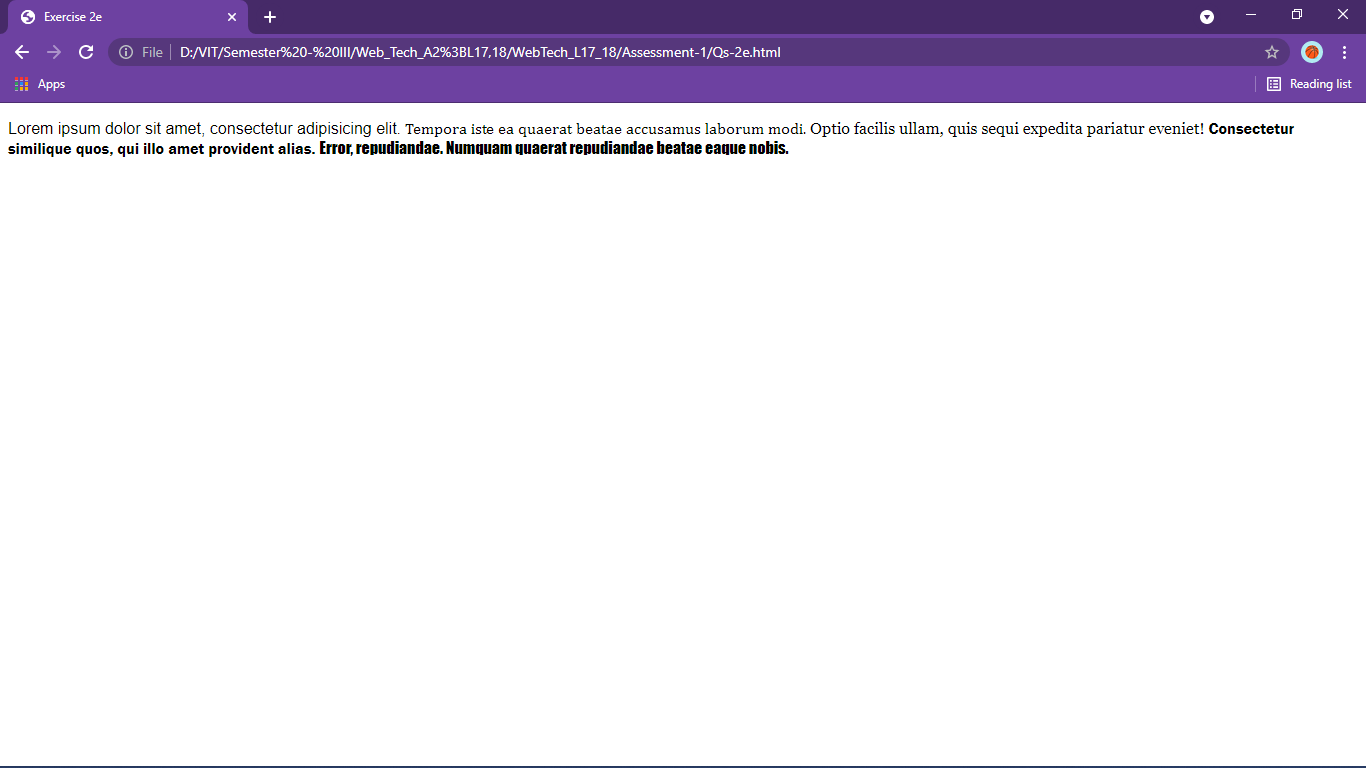 Exercise 2e
File D:/VIT/Semester%20-%20III/Web_Tech_A2%3BL17,18/WebTech_L17_18/Assessment-1/Qs-2e.html
Apps Reading list
Lorem ipsum dolor sit amet, consectetur adipisicing elit. Tempora iste ea quaerat beatae accusamus laborum modi. Optio facilis ullam, quis sequi expedita pariatur eveniet! Consectetur
similique quos, qui illo amet provident alias. Error, repudiandae. Numquam quaerat repudiandae beatae eaque nobis.